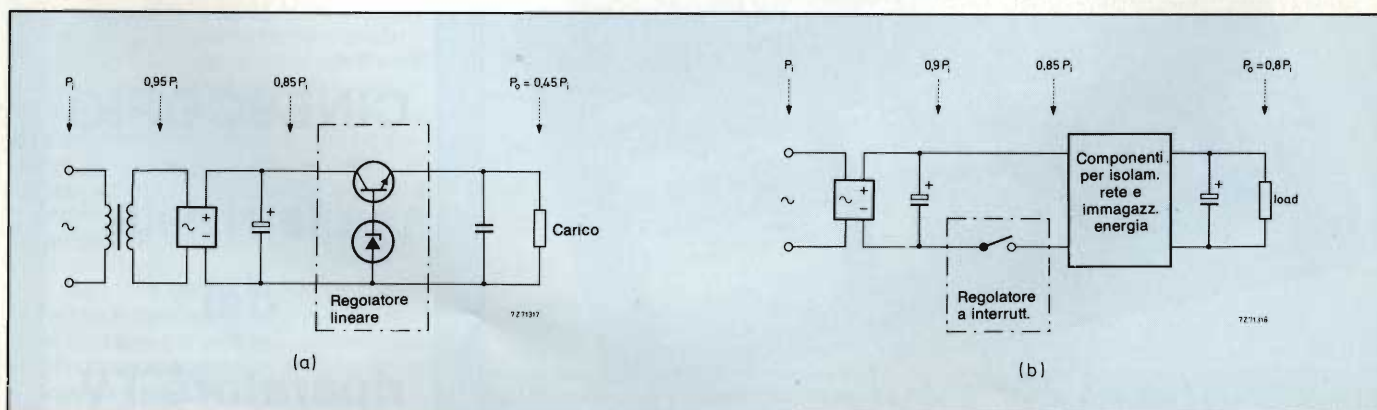 Pi 0,95 Pi 0,85 Pi Po = 0,45 Pi
~
~ + −
+
Carico
Regolatore
lineare
7Z71317
(a)
Pi 0,9 Pi 0,85 Pi Po = 0,8 Pi
~
~ + −
+
Componenti
per isolam.
rete e
immagazz.
energia
+
load
Regolatore
a interrutt.
7Z71316
(b)